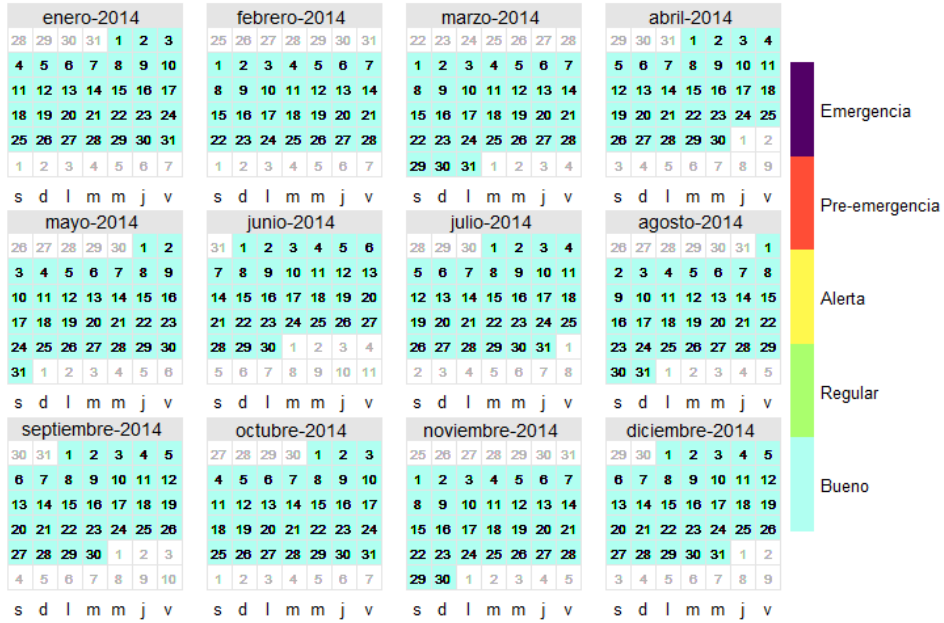 enero-2014
28 29 30 31 1 2 3
4 5 6 7 8 9 10
11 12 13 14 15 16 17
18 19 20 21 22 23 24
25 26 27 28 29 30 31
1 2 3 4 5 6 7
s d l m m j v
febrero-2014
25 26 27 28 29 30 31
1 2 3 4 5 6 7
8 9 10 11 12 13 14
15 16 17 18 19 20 21
22 23 24 25 26 27 28
1 2 3 4 5 6 7
s d l m m j v
marzo-2014
22 23 24 25 26 27 28
1 2 3 4 5 6 7
8 9 10 11 12 13 14
15 16 17 18 19 20 21
22 23 24 25 26 27 28
29 30 31 1 2 3 4
s d l m m j v
abril-2014
29 30 31 1 2 3 4
5 6 7 8 9 10 11
12 13 14 15 16 17 18
19 20 21 22 23 24 25
26 27 28 29 30 1 2
3 4 5 6 7 8 9
s d l m m j v
mayo-2014
26 27 28 29 30 1 2
3 4 5 6 7 8 9
10 11 12 13 14 15 16
17 18 19 20 21 22 23
24 25 26 27 28 29 30
31 1 2 3 4 5 6
s d l m m j v
junio-2014
31 1 2 3 4 5 6
7 8 9 10 11 12 13
14 15 16 17 18 19 20
21 22 23 24 25 26 27
28 29 30 1 2 3 4
5 6 7 8 9 10 11
s d l m m j v
julio-2014
28 29 30 1 2 3 4
5 6 7 8 9 10 11
12 13 14 15 16 17 18
19 20 21 22 23 24 25
26 27 28 29 30 31 1
2 3 4 5 6 7 8
s d l m m j v
agosto-2014
26 27 28 29 30 31 1
2 3 4 5 6 7 8
9 10 11 12 13 14 15
16 17 18 19 20 21 22
23 24 25 26 27 28 29
30 31 1 2 3 4 5
s d l m m j v
septiembre-2014
30 31 1 2 3 4 5
6 7 8 9 10 11 12
13 14 15 16 17 18 19
20 21 22 23 24 25 26
27 28 29 30 1 2 3
4 5 6 7 8 9 10
s d l m m j v
octubre-2014
27 28 29 30 1 2 3
4 5 6 7 8 9 10
11 12 13 14 15 16 17
18 19 20 21 22 23 24
25 26 27 28 29 30 31
1 2 3 4 5 6 7
s d l m m j v
noviembre-2014
25 26 27 28 29 30 31
1 2 3 4 5 6 7
8 9 10 11 12 13 14
15 16 17 18 19 20 21
22 23 24 25 26 27 28
29 30 1 2 3 4 5
s d l m m j v
diciembre-2014
29 30 1 2 3 4 5
6 7 8 9 10 11 12
13 14 15 16 17 18 19
20 21 22 23 24 25 26
27 28 29 30 31 1 2
3 4 5 6 7 8 9
s d l m m j v
Emergencia
Pre-emergencia
Alerta
Regular
Bueno